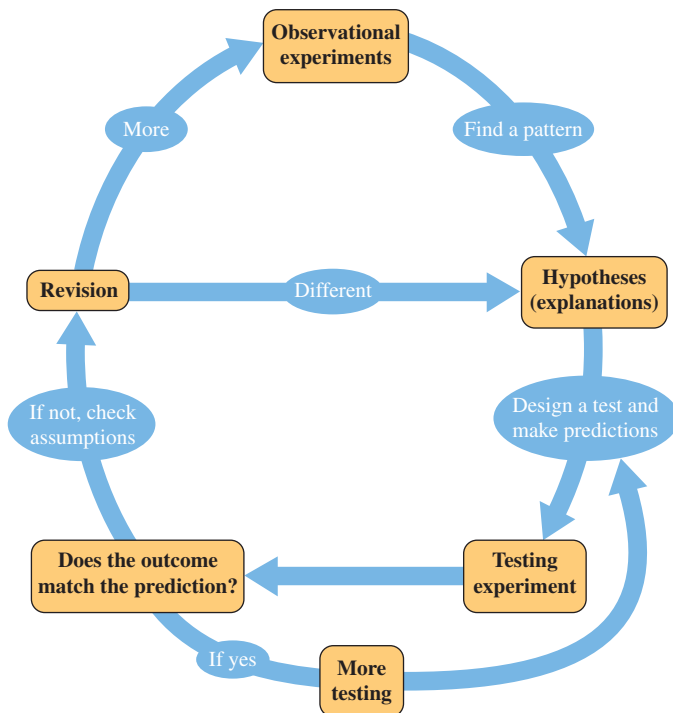 Observational
experiments
More
Find a pattern
Revision
Different
Hypotheses
(explanations)
If not, check
assumptions
Design a test and
make predictions
Does the outcome
match the prediction?
Testing
experiment
If yes
More
testing